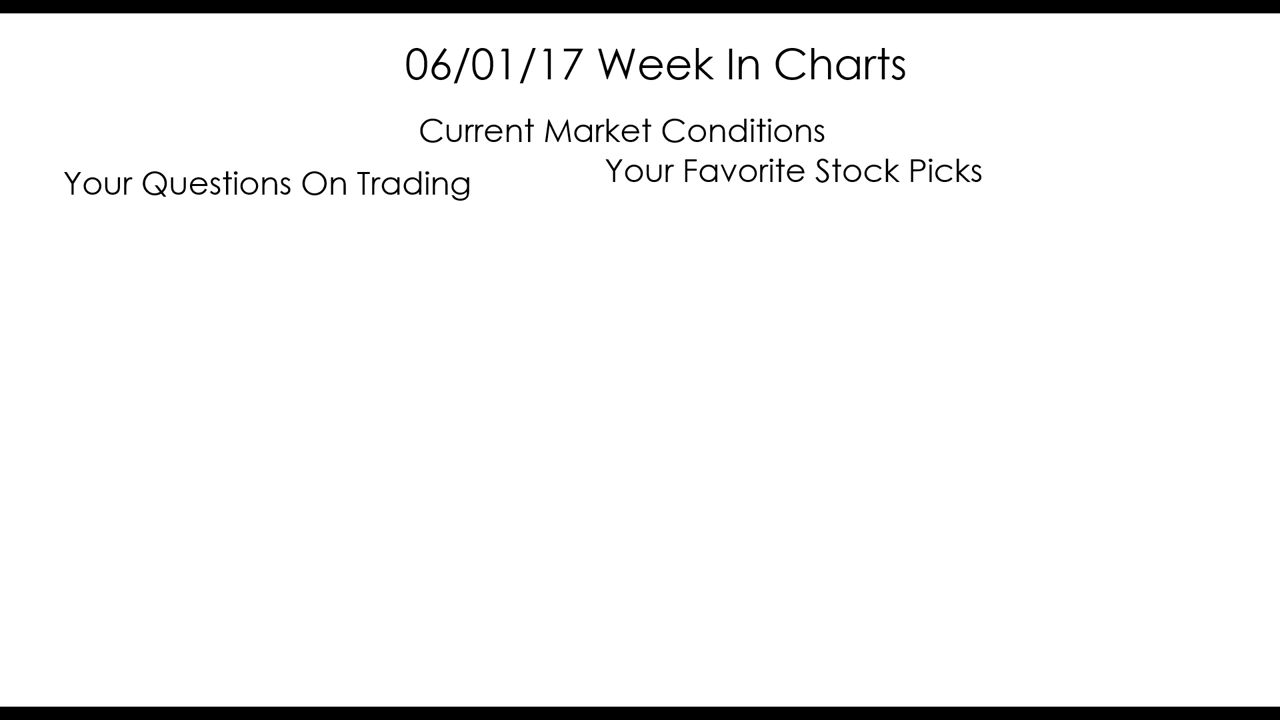 06/01/17 Week In Charts
Current Market Conditions
Your Favorite Stock Picks
Your Questions On Trading